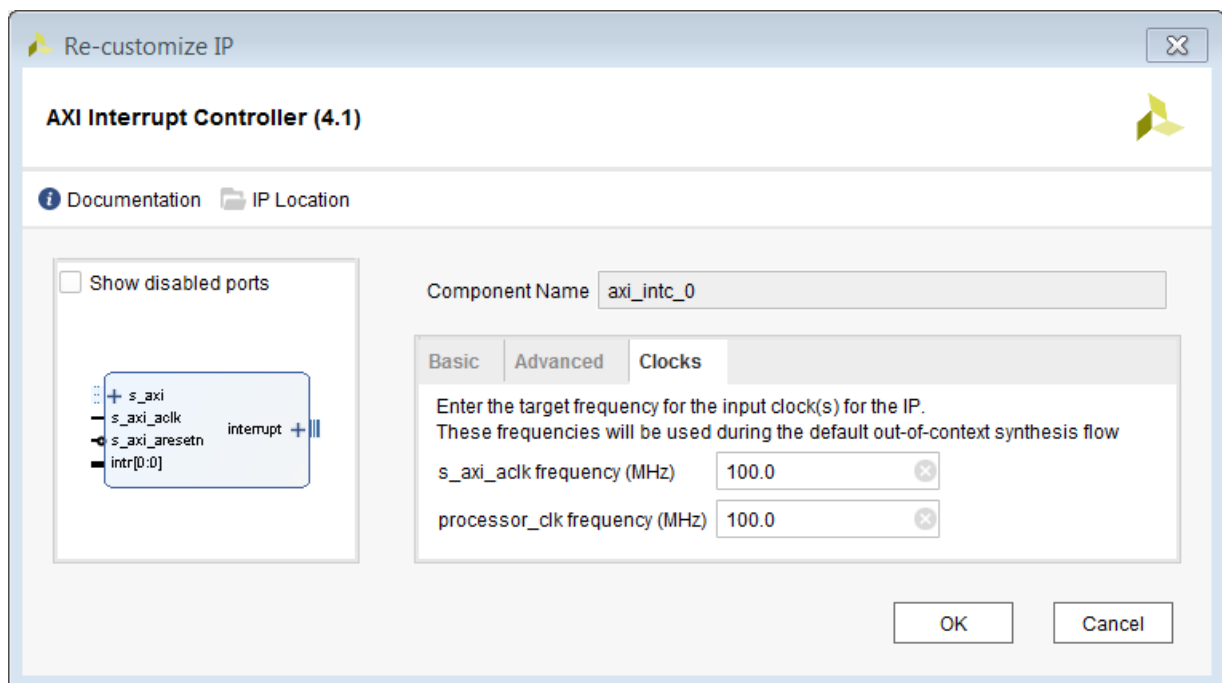 Re-customize IP
AXI Interrupt Controller (4.1)
Documentation IP Location
Show disabled ports
s_axi
s_axi_aclk
s_axi_aresetn
intr[0:0]
interrupt
Component Name axi_intc_0
Basic Advanced Clocks
Enter the target frequency for the input clock(s) for the IP.
These frequencies will be used during the default out-of-context synthesis flow
s_axi_aclk frequency (MHz) 100.0
processor_clk frequency (MHz) 100.0
OK Cancel